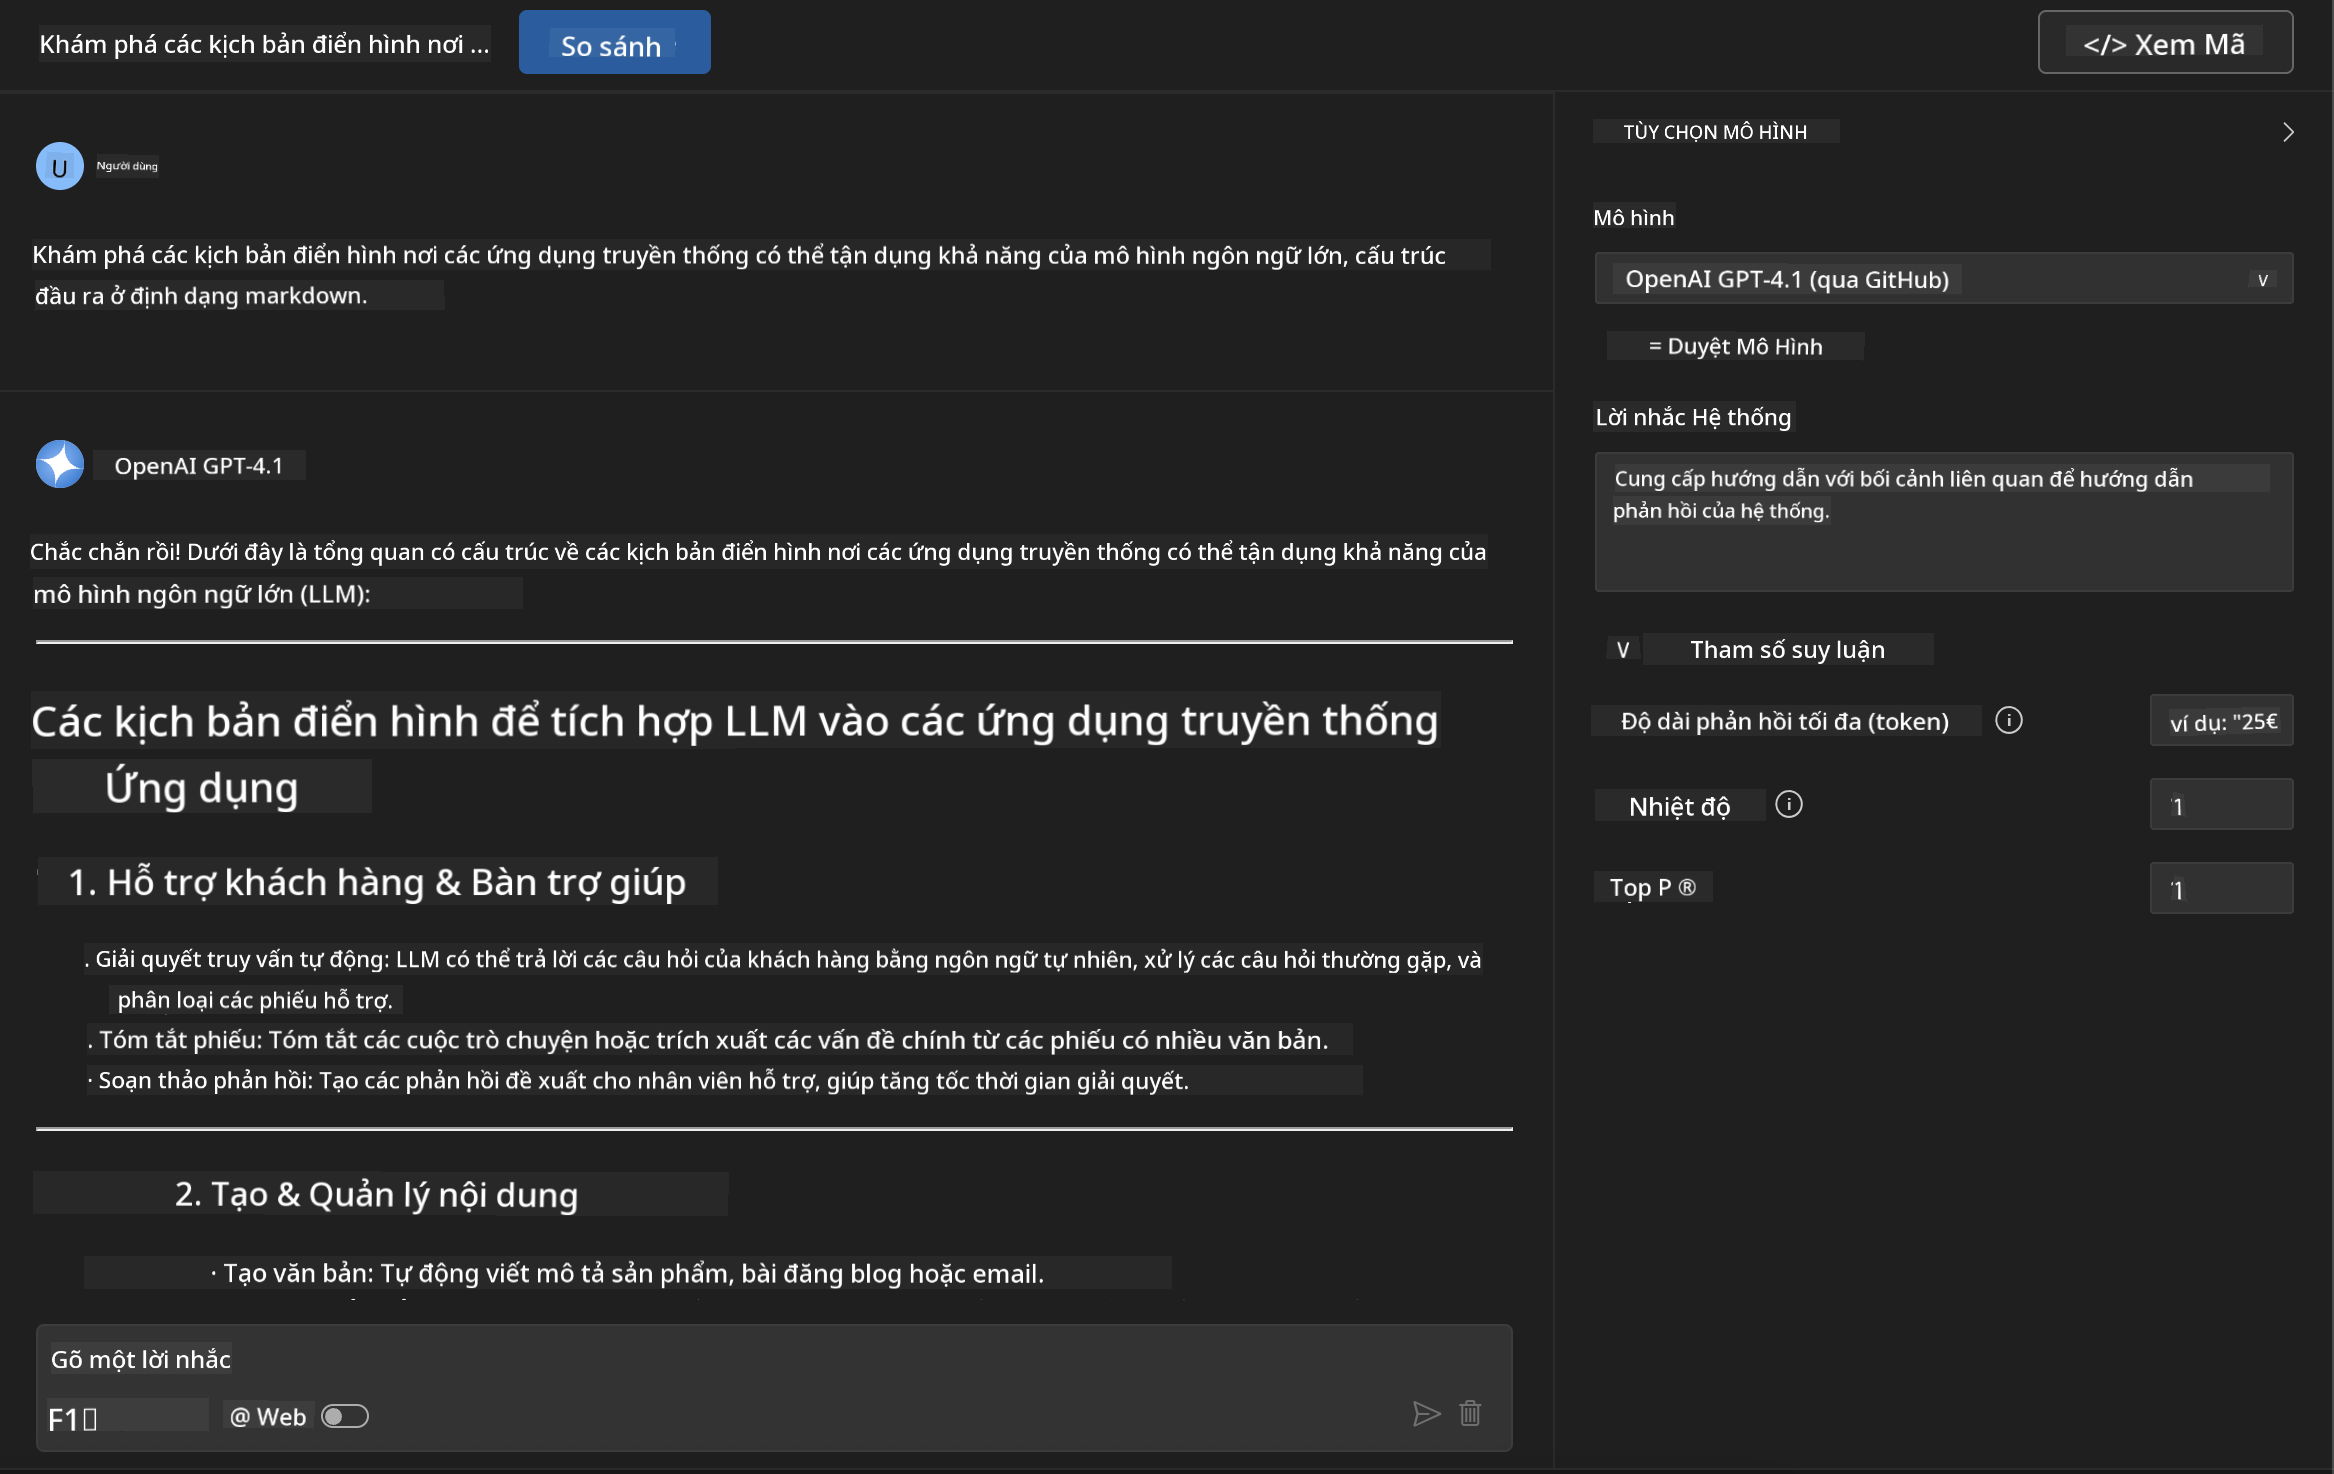 Khám phá các kịch bản điển hình nơi ...
So sánh
</> Xem Mã
U
Người dùng
Khám phá các kịch bản điển hình nơi các ứng dụng truyền thống có thể tận dụng khả năng của mô hình ngôn ngữ lớn, cấu trúc
đầu ra ở định dạng markdown.
OpenAI GPT-4.1
Chắc chắn rồi! Dưới đây là tổng quan có cấu trúc về các kịch bản điển hình nơi các ứng dụng truyền thống có thể tận dụng khả năng của
mô hình ngôn ngữ lớn (LLM):
Các kịch bản điển hình để tích hợp LLM vào các ứng dụng truyền thống
Ứng dụng
1. Hỗ trợ khách hàng & Bàn trợ giúp
. Giải quyết truy vấn tự động: LLM có thể trả lời các câu hỏi của khách hàng bằng ngôn ngữ tự nhiên, xử lý các câu hỏi thường gặp, và
phân loại các phiếu hỗ trợ.
. Tóm tắt phiếu: Tóm tắt các cuộc trò chuyện hoặc trích xuất các vấn đề chính từ các phiếu có nhiều văn bản.
· Soạn thảo phản hồi: Tạo các phản hồi đề xuất cho nhân viên hỗ trợ, giúp tăng tốc thời gian giải quyết.
2. Tạo & Quản lý nội dung
· Tạo văn bản: Tự động viết mô tả sản phẩm, bài đăng blog hoặc email.
Gõ một lời nhắc
F1
@ Web
TÙY CHỌN MÔ HÌNH
Mô hình
OpenAI GPT-4.1 (qua GitHub)
v
= Duyệt Mô Hình
Lời nhắc Hệ thống
Cung cấp hướng dẫn với bối cảnh liên quan để hướng dẫn
phản hồi của hệ thống.
V Tham số suy luận
Độ dài phản hồi tối đa (token)
ví dụ: "25€
Nhiệt độ
1
Top P ®
1